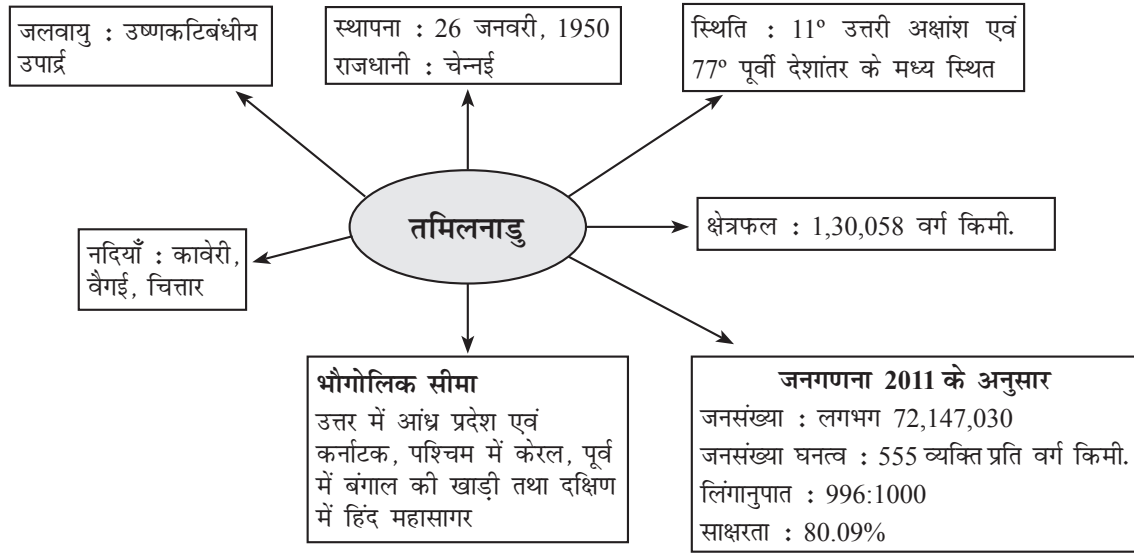 जलवायु : उष्णकटिबंधीय
उपार्द्र
स्थापना : 26 जनवरी, 1950
राजधानी : चेन्नई
स्थिति : 11º उत्तरी अक्षांश एवं
77º पूर्वी देशांतर के मध्य स्थित
तमिलनाडु
क्षेत्रफल : 1,30,058 वर्ग किमी.
नदियाँ : कावेरी,
वैगई, चित्तार
भौगोलिक सीमा
उत्तर में आंध्र प्रदेश एवं
कर्नाटक, पश्चिम में केरल, पूर्व
में बंगाल की खाड़ी तथा दक्षिण
में हिंद महासागर
जनगणना 2011 के अनुसार
जनसंख्या : लगभग 72,147,030
जनसंख्या घनत्व : 555 व्यक्ति प्रति वर्ग किमी.
लिंगानुपात : 996:1000
साक्षरता : 80.09%